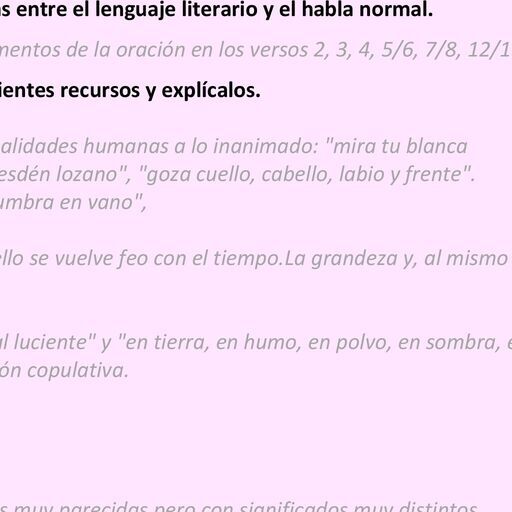 s entre el lenguaje literario y el habla normal.
mentos de la oración en los versos 2, 3, 4, 5/6, 7/8, 12/1
ientes recursos y explícalos.
alidades humanas a lo inanimado: "mira tu blanca
esdén lozano", "goza cuello, cabello, labio y frente".
umbra en vano",
ello se vuelve feo con el tiempo.La grandeza y, al mismo
al luciente" y "en tierra, en humo, en polvo, en sombra, e
ón copulativa.
s muy parecidas pero con significados muy distintos